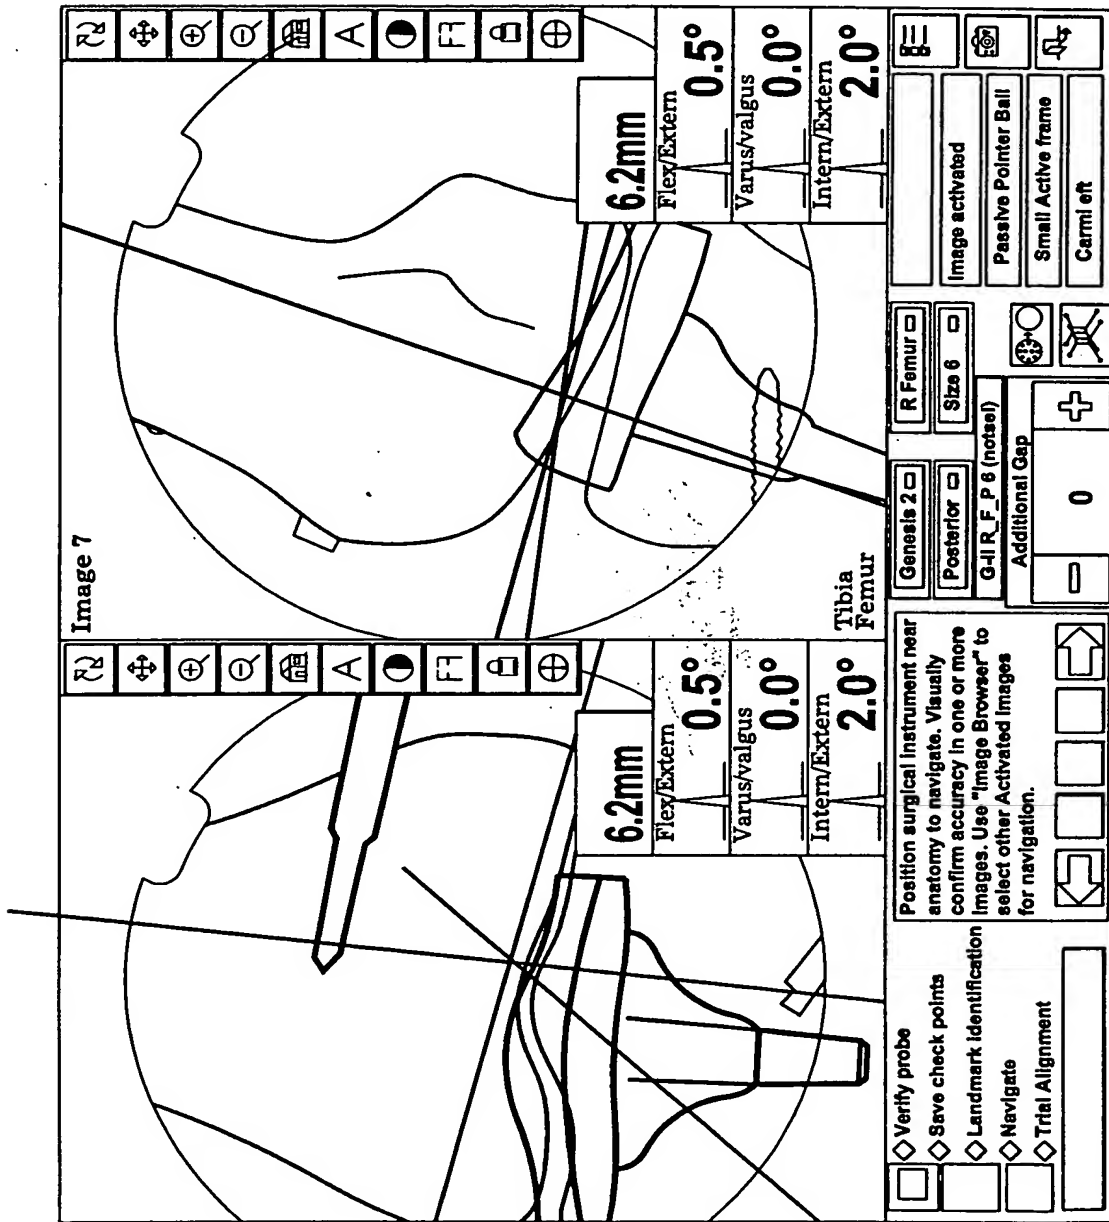 Image 7
A
A
6.2mm
Flex/Extern
0.5°
Varus/valgus
0.0°
Intern/Extern
2.0°
6.2mm
Flex/Extern
0.5°
Varus/valgus
0.0°
Intern/Extern
2.0°
Tibia
Femur
Verify probe
Save check points
Landmark identification
Navigate
Trial Alignment
Position surgical instrument near
anatomy to navigate. Visually
confirm accuracy in one or more
Images. Use "Image Browser" to
select other Activated Images
for navigation.
Genesis 2
R Femur
Posterior
Size 6
G-II R_F_P 6 (notsel)
Additional Gap
0
Image activated
Passive Pointer Ball
Small Active frame
Carml eft